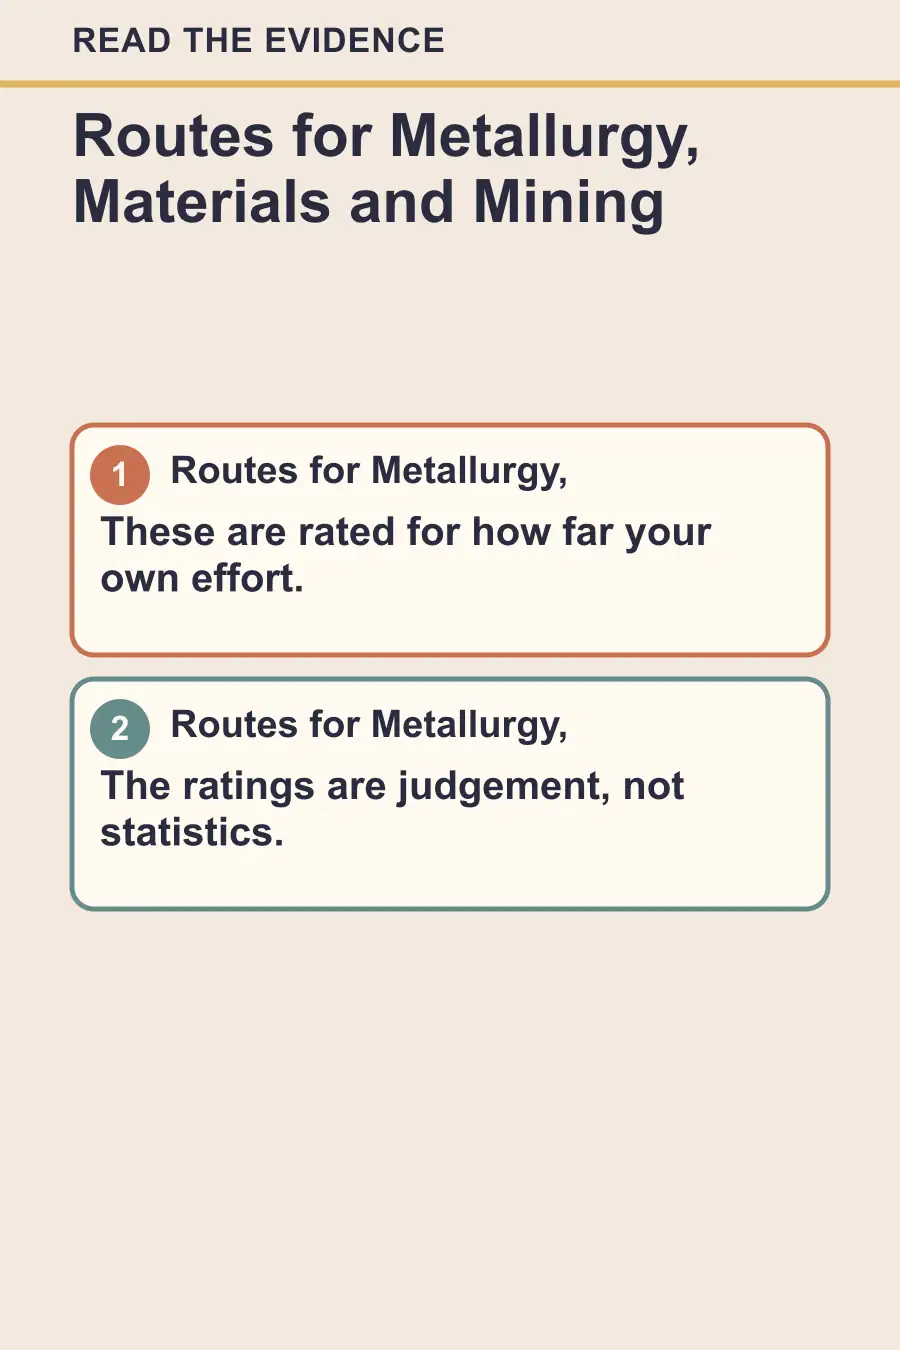 READ THE EVIDENCE
Routes for Metallurgy,
Materials and Mining
1 Routes for Metallurgy,
These are rated for how far your
own effort.
2 Routes for Metallurgy,
The ratings are judgement, not
statistics.